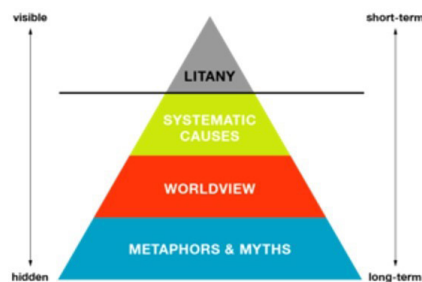 visible
short-term
LITANY
SYSTEMATIC
CAUSES
WORLDVIEW
METAPHORS & MYTHS
hidden
long-term